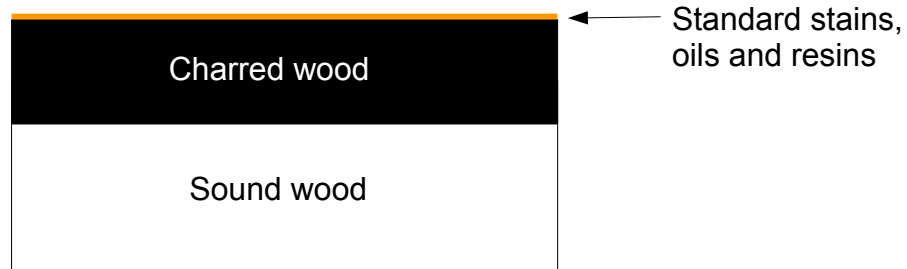 Standard stains,
oils and resins
Charred wood
Sound wood